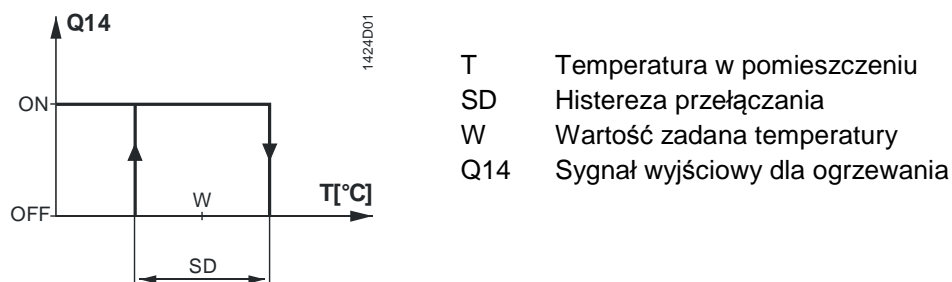 Q14
1424D01
ON
OFF
W
T[°C]
SD
T Temperatura w pomieszczeniu
SD Histereza przełączania
W Wartość zadana temperatury
Q14 Sygnał wyjściowy dla ogrzewania